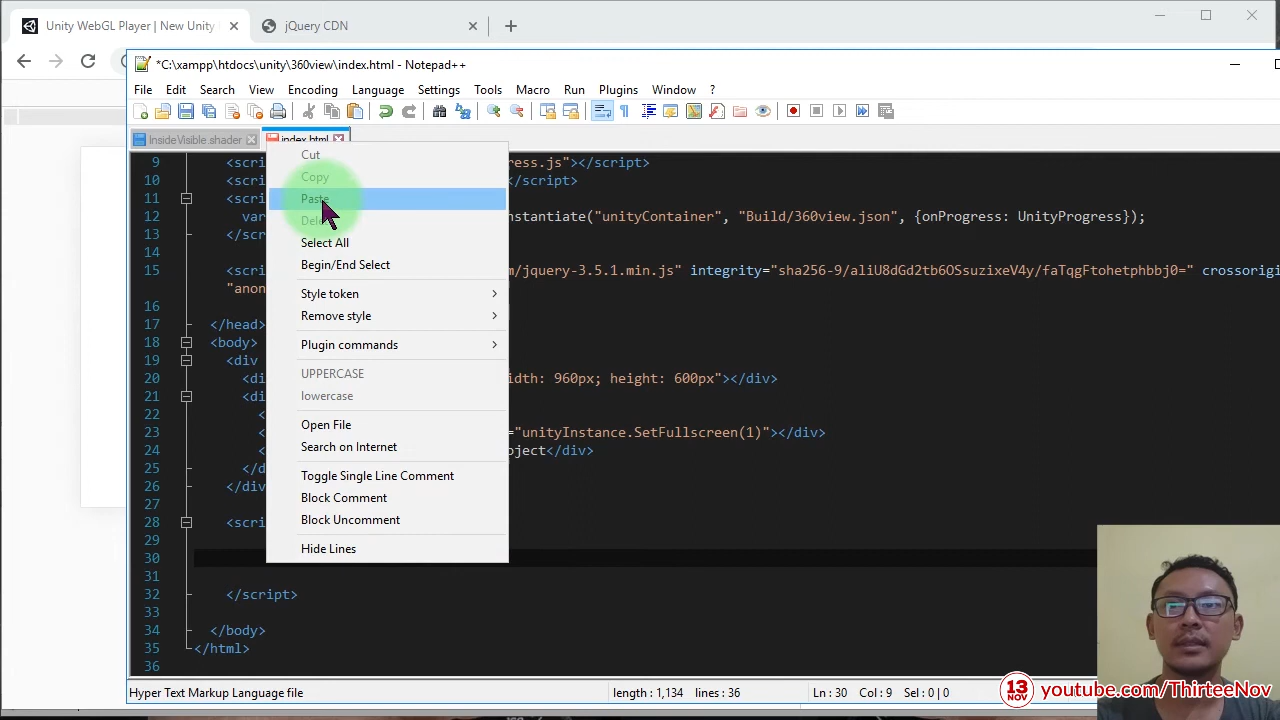 Unity WebGL Player | New Unity
jQuery CDN
*C:\xampp\htdocs\unity\360view\index.html - Notepad++
File Edit Search View Encoding Language Settings Tools Macro Run Plugins Window ?
InsideVisible.shader index.html
9 <scri ress.js"></script>
10 <scri </script>
11 <scri
12 var nstantiate("unityContainer", "Build/360view.json", {onProgress: UnityProgress});
13 </scri
14
15 <scri m/jquery-3.5.1.min.js" integrity="sha256-9/aliU8dGd2tb6OSsuzixeV4y/faTqgFtohetphbbj0=" crossorigi
"anon
16
17 </head>
18 <body>
19 <div
20 <di idth: 960px; height: 600px"></div>
21 <di
22 <
23 < ="unityInstance.SetFullscreen(1)"></div>
24 < oject</div>
25 </d
26 </div
27
28 <scri
29
30
31
32 </script>
33
34 </body>
35 </html>
36
Cut
Copy
Paste
Select All
Begin/End Select
Style token
Remove style
Plugin commands
UPPERCASE
lowercase
Open File
Search on Internet
Toggle Single Line Comment
Block Comment
Block Uncomment
Hide Lines
Hyper Text Markup Language file length : 1,134 lines : 36 Ln : 30 Col : 9 Sel : 0 | 0
13
NOV
youtube.com/ThirteeNov